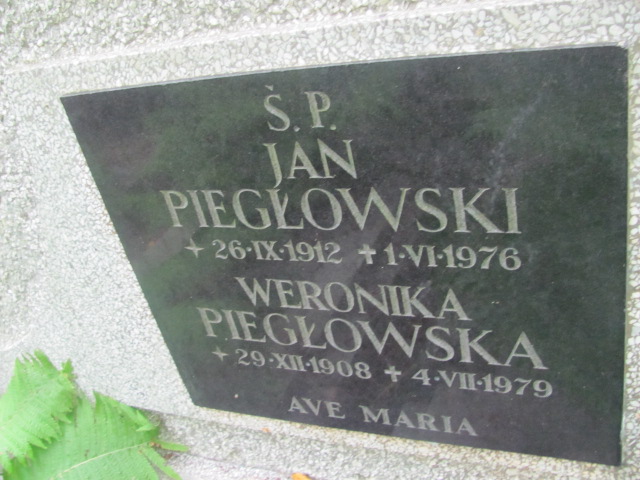 Ś. P.
JAN
PIEGŁOWSKI
+ 26·IX·1912 ✝ 1·VI·1976
WERONIKA
PIEGŁOWSKA
+ 29·XII·1908 ✝ 4·VII·1979
AVE MARIA